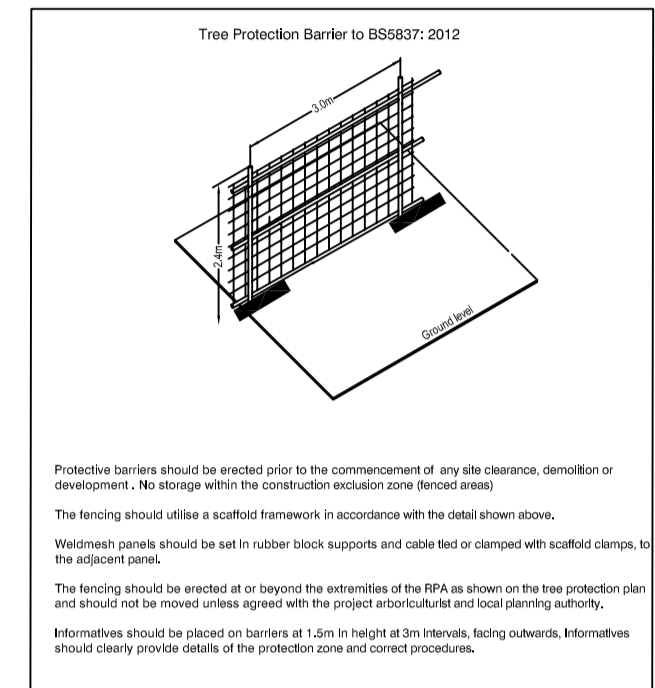 Tree Protection Barrier to BS5837: 2012
3.0m
2.4m
Ground level
Protective barriers should be erected prior to the commencement of any site clearance, demolition or
development . No storage within the construction exclusion zone (fenced areas)
The fencing should utilise a scaffold framework in accordance with the detail shown above.
Weldmesh panels should be set in rubber block supports and cable tied or clamped with scaffold clamps, to
the adjacent panel.
The fencing should be erected at or beyond the extremities of the RPA as shown on the tree protection plan
and should not be moved unless agreed with the project arboriculturist and local planning authority.
Informatives should be placed on barriers at 1.5m in height at 3m intervals, facing outwards, Informatives
should clearly provide details of the protection zone and correct procedures.